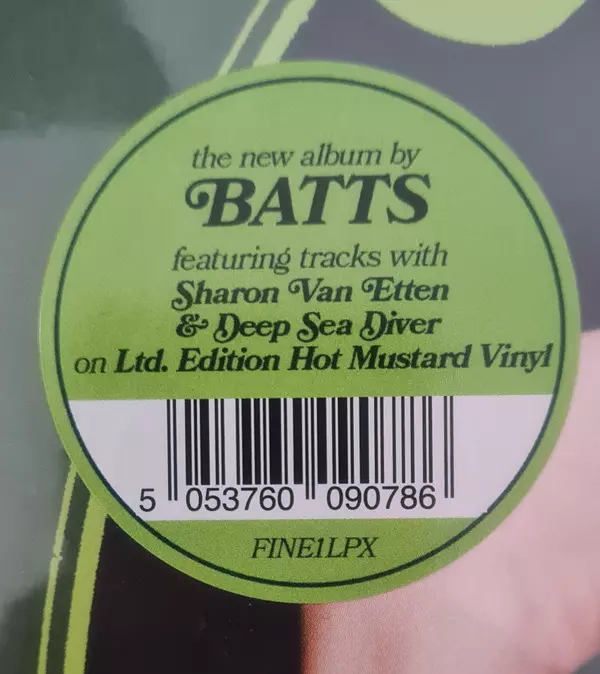 the new album by
BATTS
featuring tracks with
Sharon Van Etten
& Deep Sea Diver
on Ltd. Edition Hot Mustard Vinyl
5 053760 090786
FINE1LPX